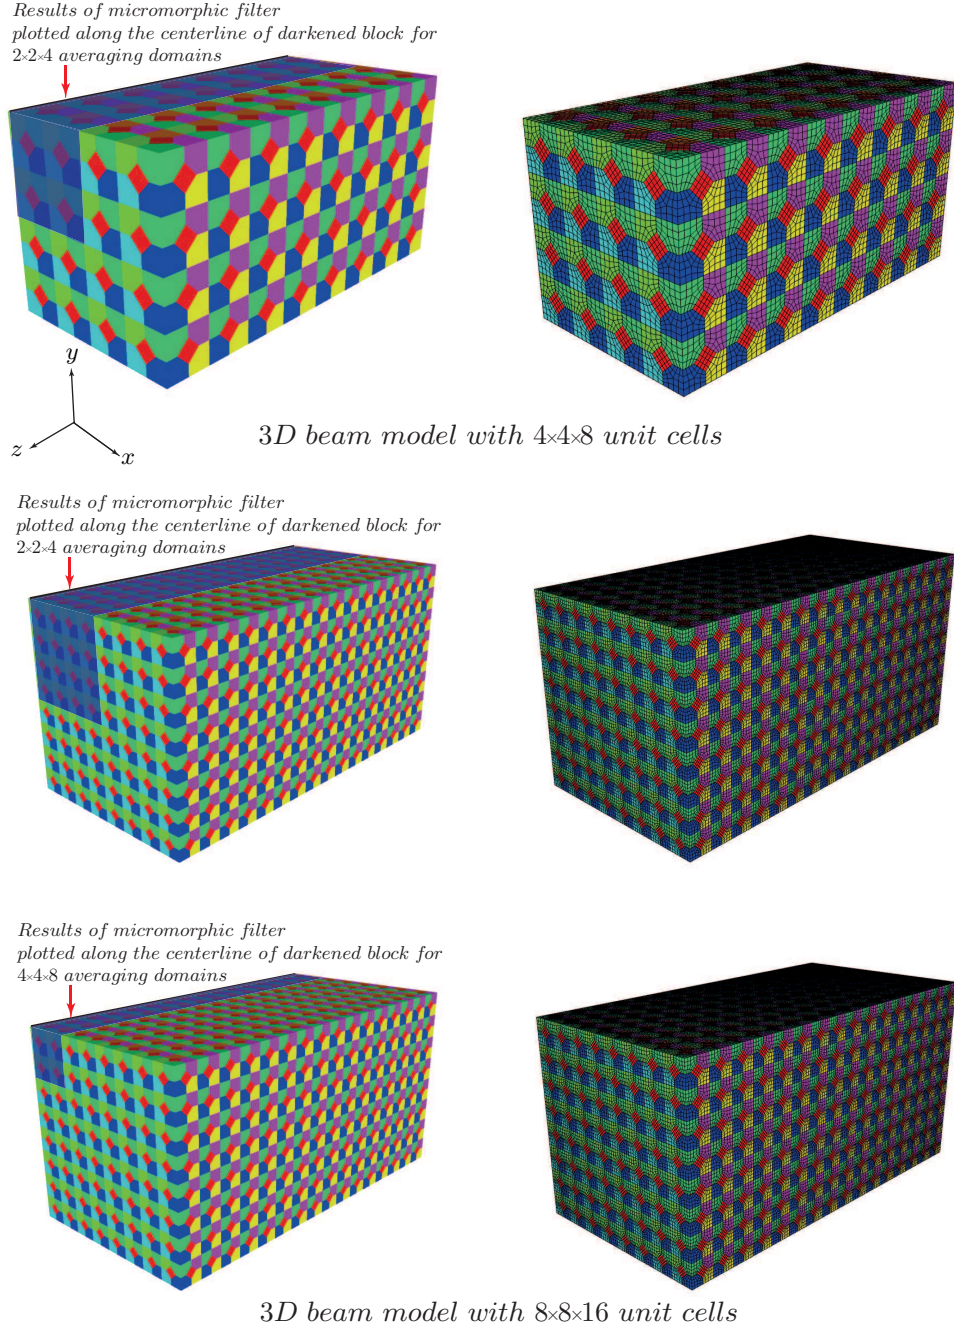 Results of micromorphic filter
plotted along the centerline of darkened block for
2×2×4 averaging domains
y
z
x
3D beam model with 4×4×8 unit cells
Results of micromorphic filter
plotted along the centerline of darkened block for
2×2×4 averaging domains
Results of micromorphic filter
plotted along the centerline of darkened block for
4×4×8 averaging domains
3D beam model with 8×8×16 unit cells